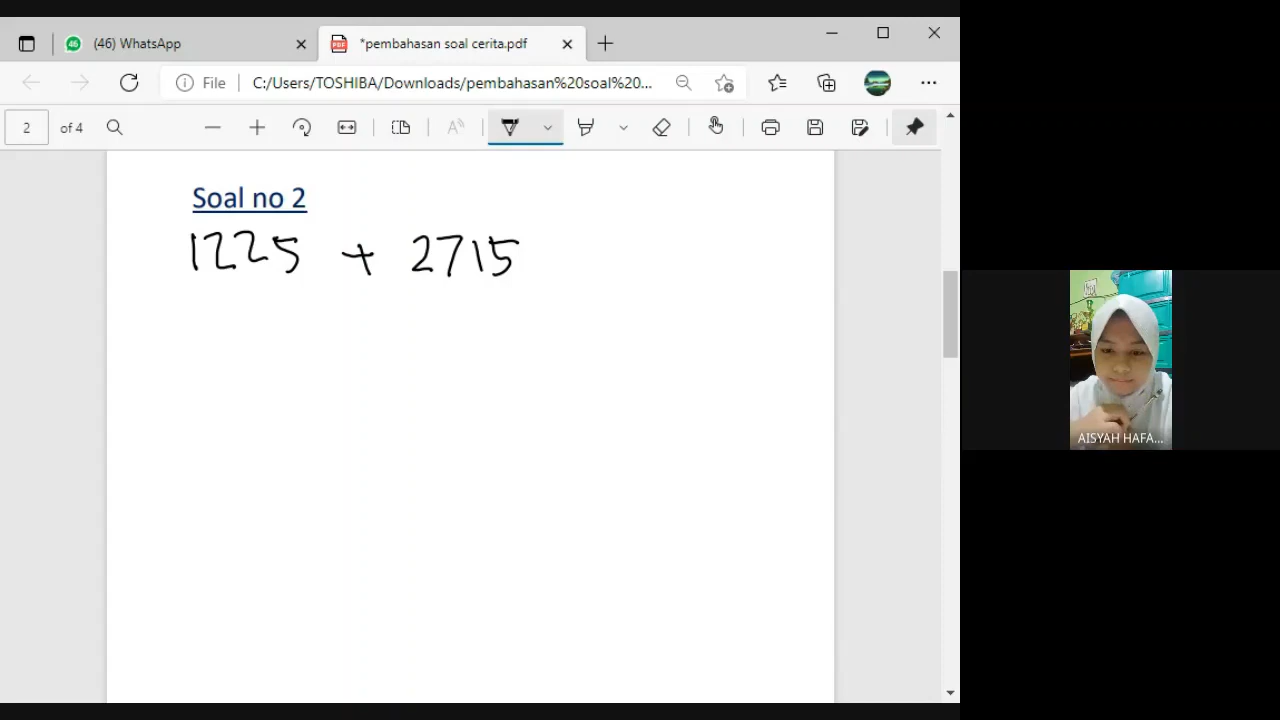 (46) WhatsApp
*pembahasan soal cerita.pdf
File
C:/Users/TOSHIBA/Downloads/pembahasan%20soal%20...
2 of 4
Soal no 2
1225 + 2715
AISYAH HAFA...